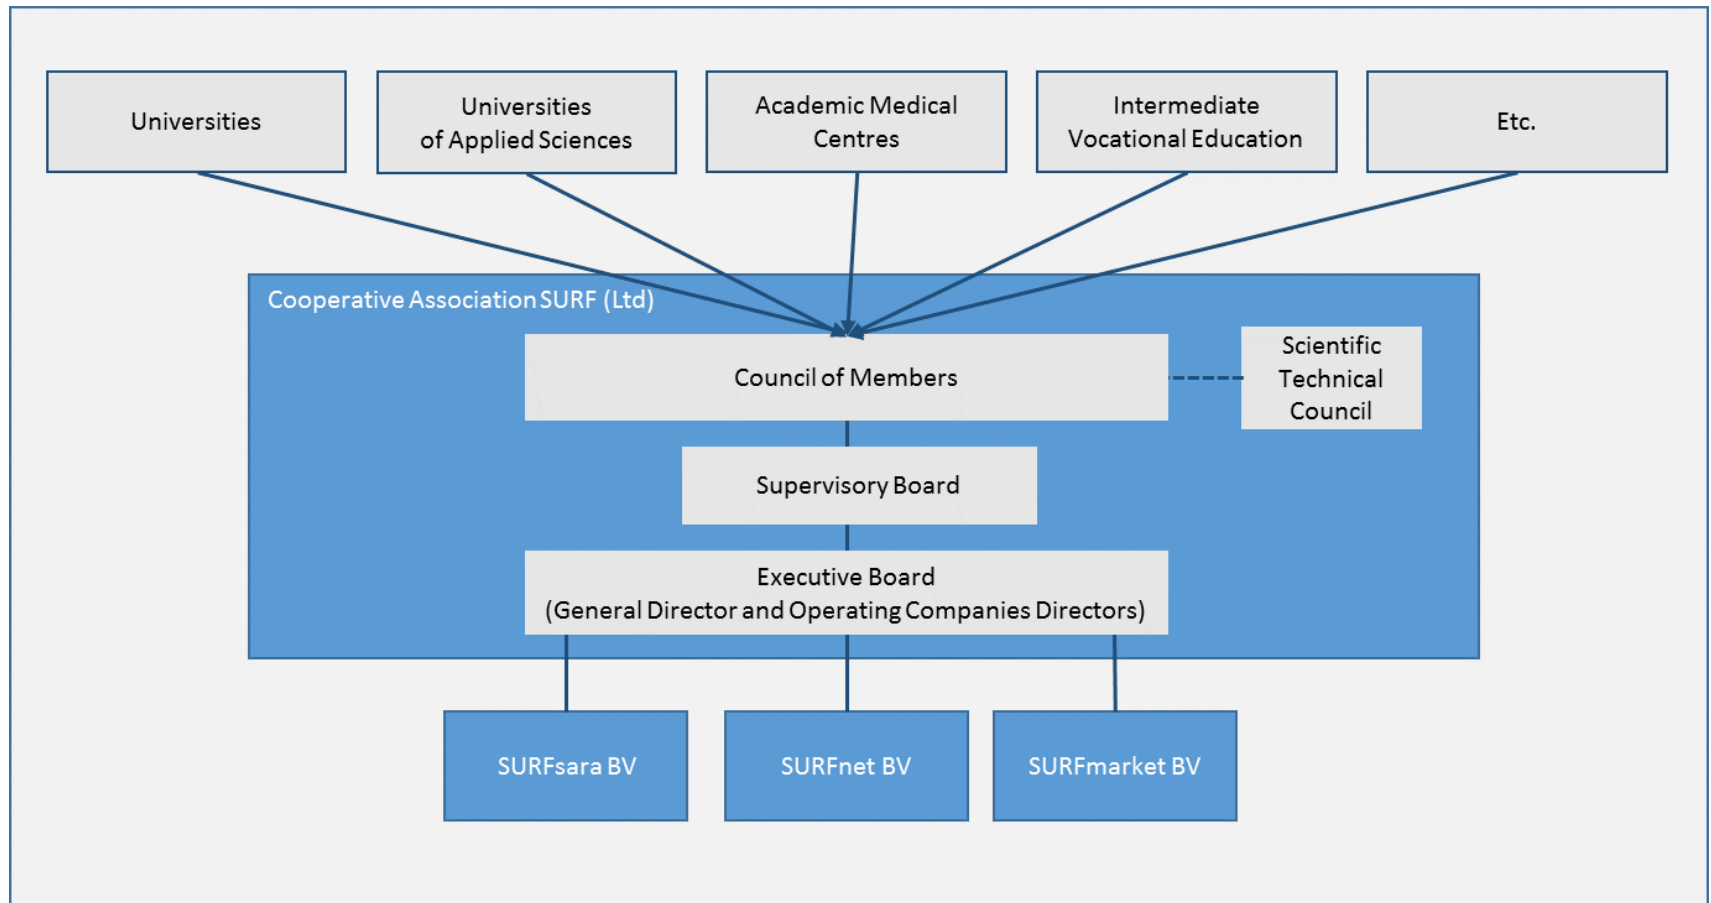 Universities
Universities
of Applied Sciences
Academic Medical
Centres
Intermediate
Vocational Education
Etc.
Cooperative Association SURF (Ltd)
Council of Members
Scientific
Technical
Council
Supervisory Board
Executive Board
(General Director and Operating Companies Directors)
SURFsara BV
SURFnet BV
SURFmarket BV